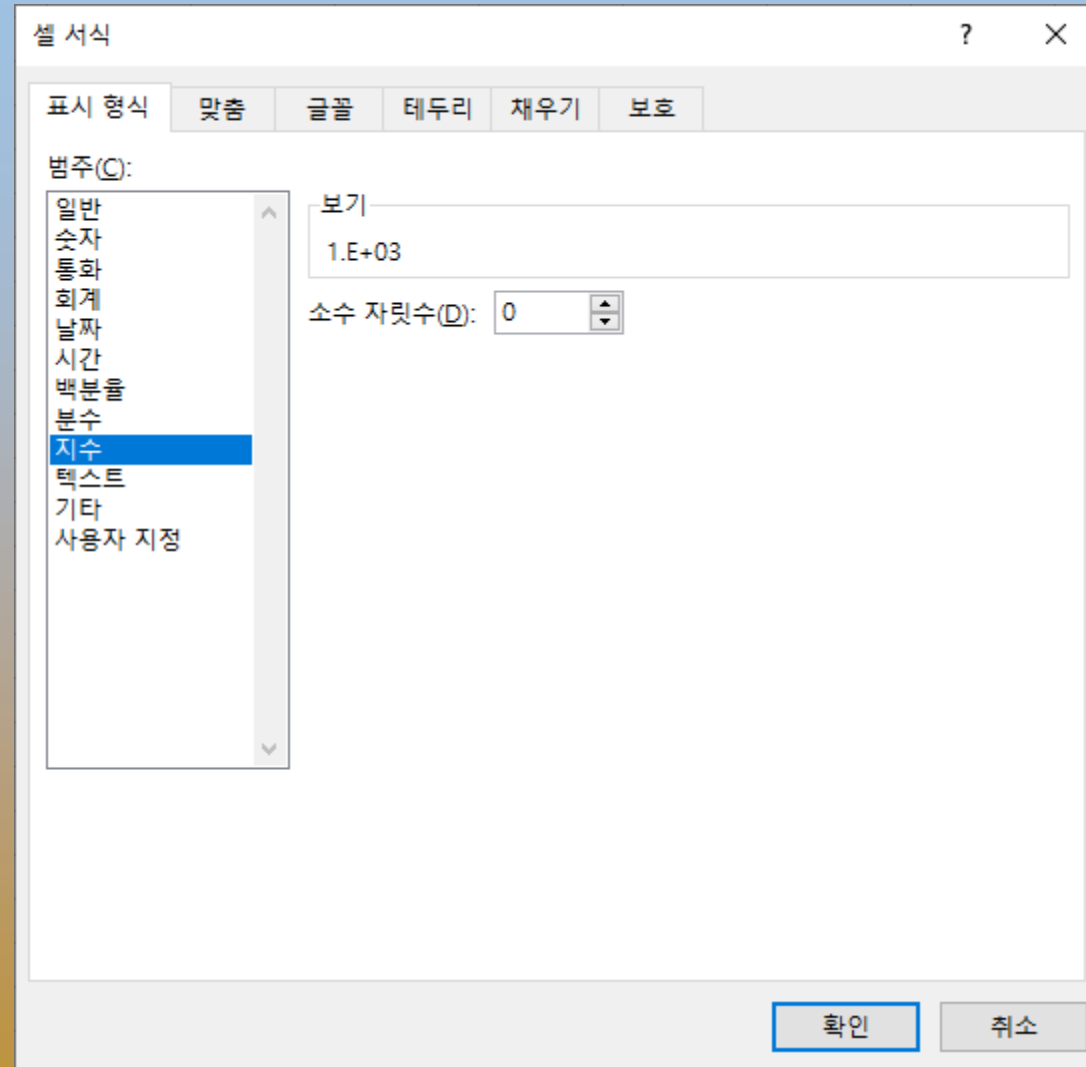 셀 서식
?
표시 형식 맞춤 글꼴 테두리 채우기 보호
범주(C):
일반
숫자
통화
회계
날짜
시간
백분율
분수
지수
텍스트
기타
사용자 지정
보기
1.E+03
소수 자릿수(D): 0
확인 취소